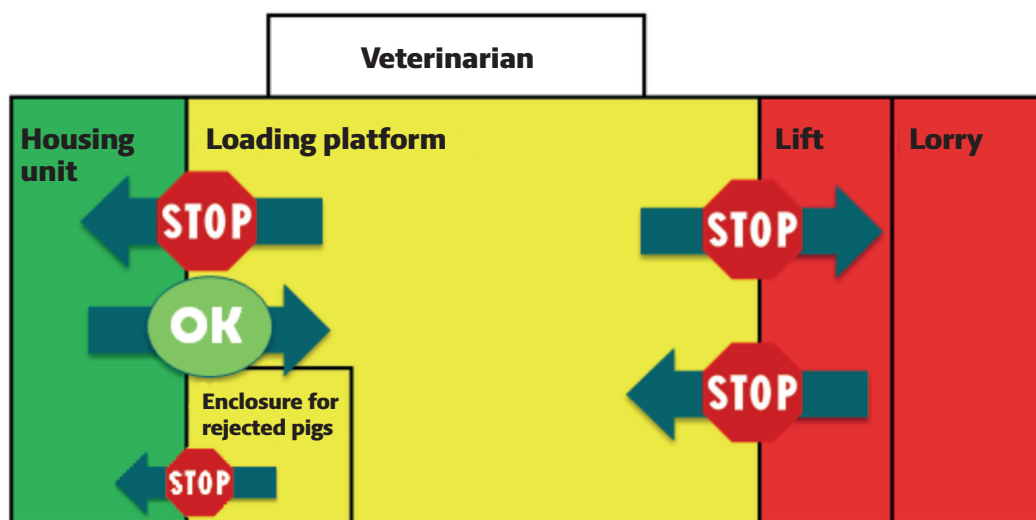 Veterinarian
Housing
unit
Loading platform
Lift
Lorry
STOP
STOP
OK
STOP
Enclosure for
rejected pigs
STOP